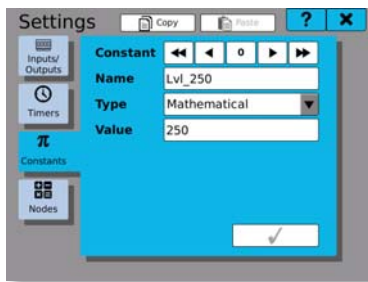 Settings
Copy
Paste
?
Inputs/
Outputs
Timers
π
Constants
Nodes
Constant 0
Name Lvl_250
Type Mathematical
Value 250